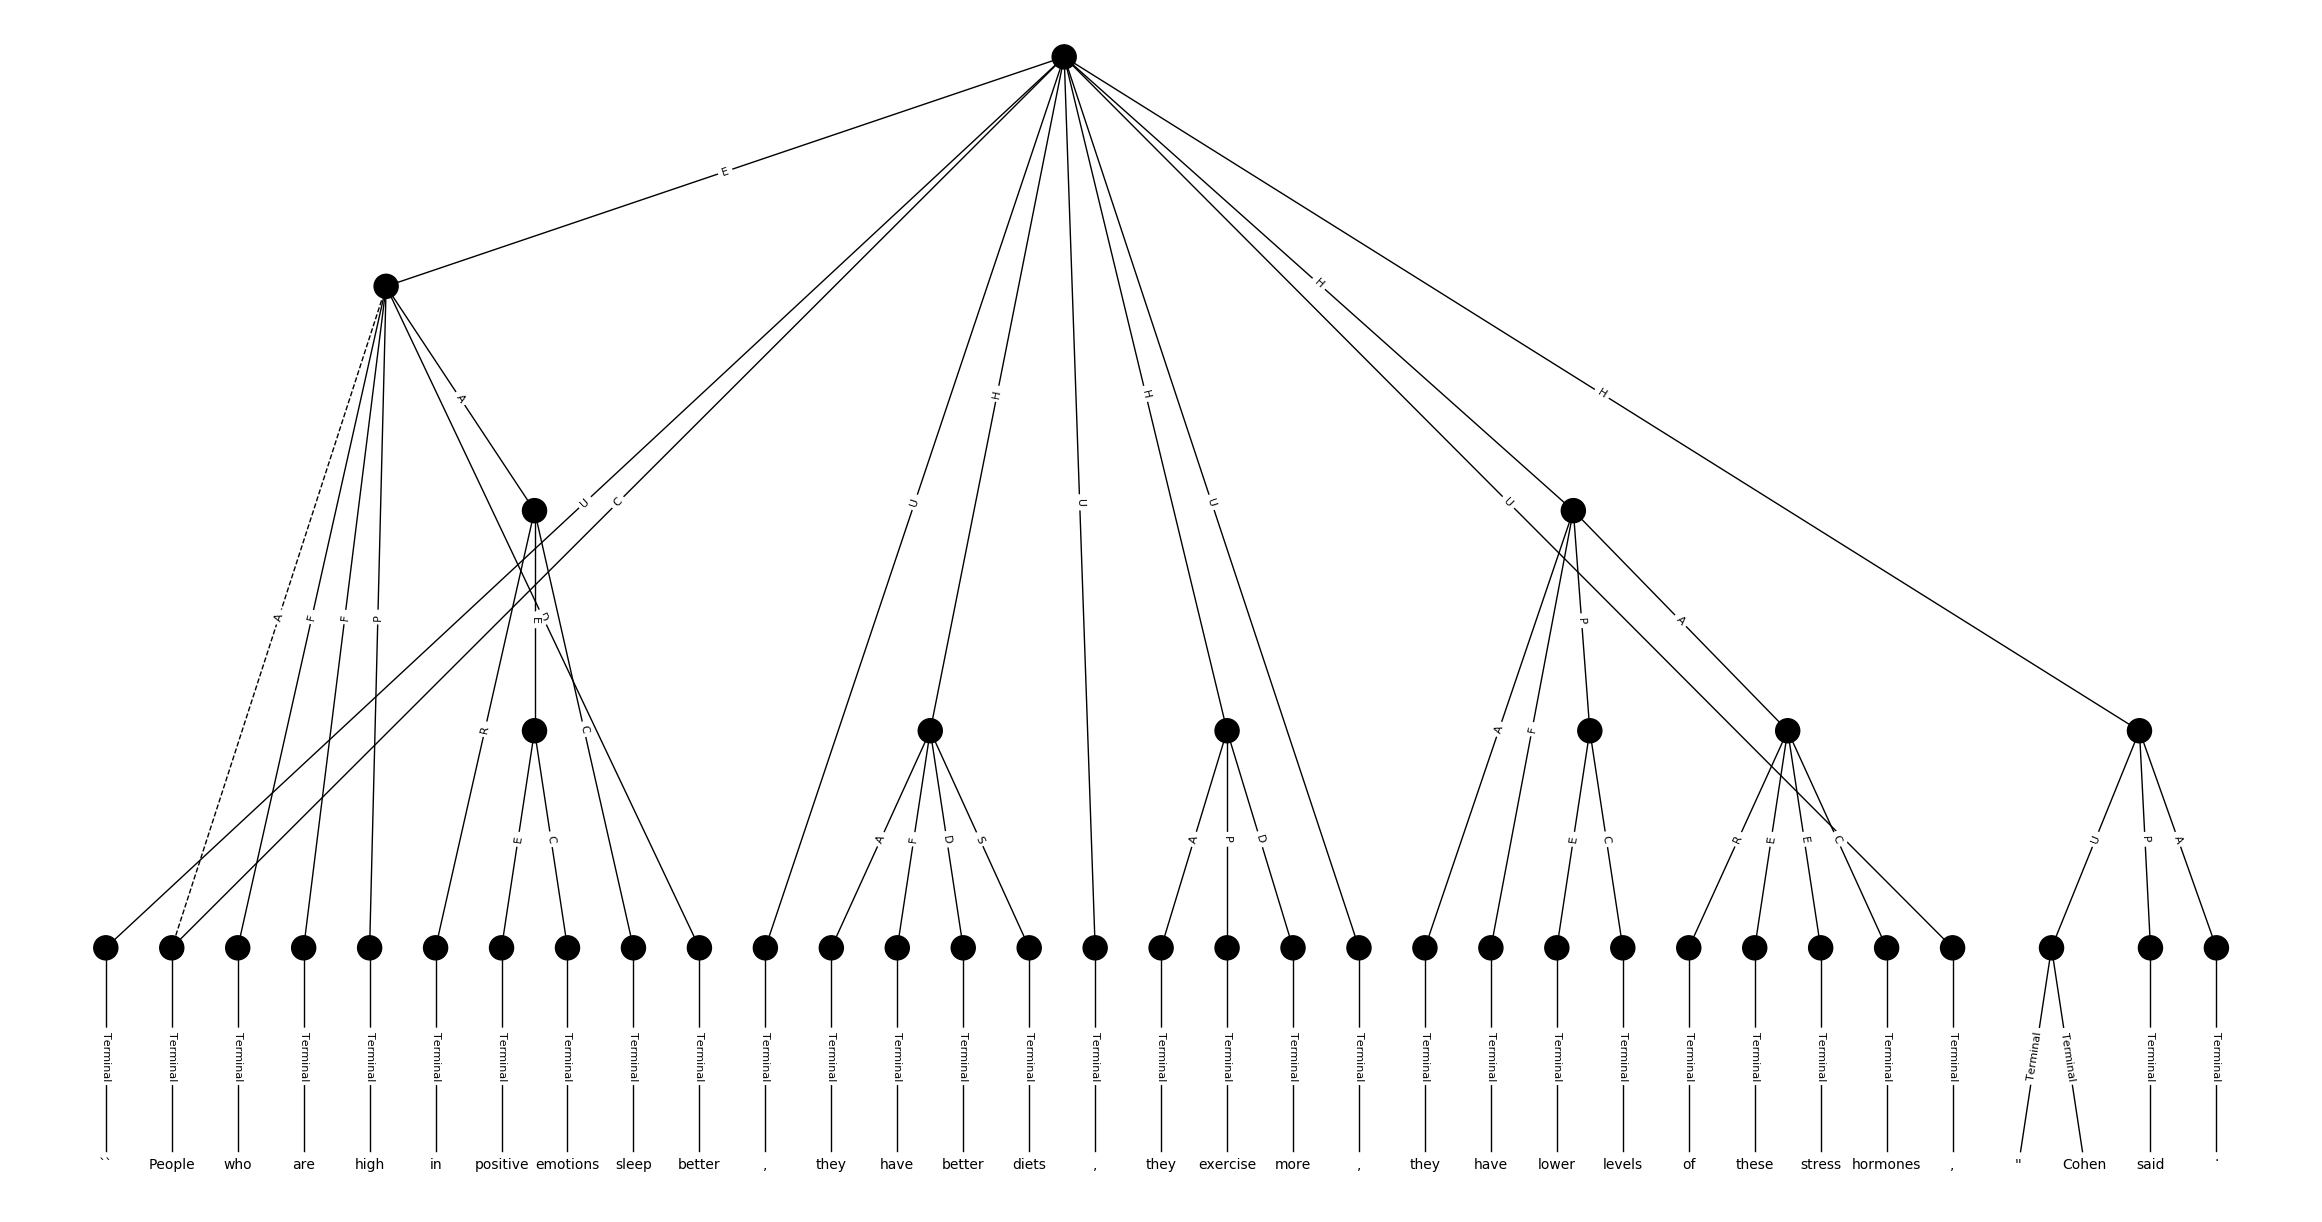 E
H
H
A
H
H
U C U U U U
A F F P D E P A
R C A F
E C A F D S A P D E C R E E C U P A
Terminal Terminal Terminal Terminal Terminal Terminal Terminal Terminal Terminal Terminal Terminal Terminal Terminal Terminal Terminal Terminal Terminal Terminal Terminal Terminal Terminal Terminal Terminal Terminal Terminal Terminal Terminal Terminal Terminal Terminal Terminal Terminal Terminal
`` People who are high in positive emotions sleep better , they have better diets , they exercise more , they have lower levels of these stress hormones , " Cohen said .